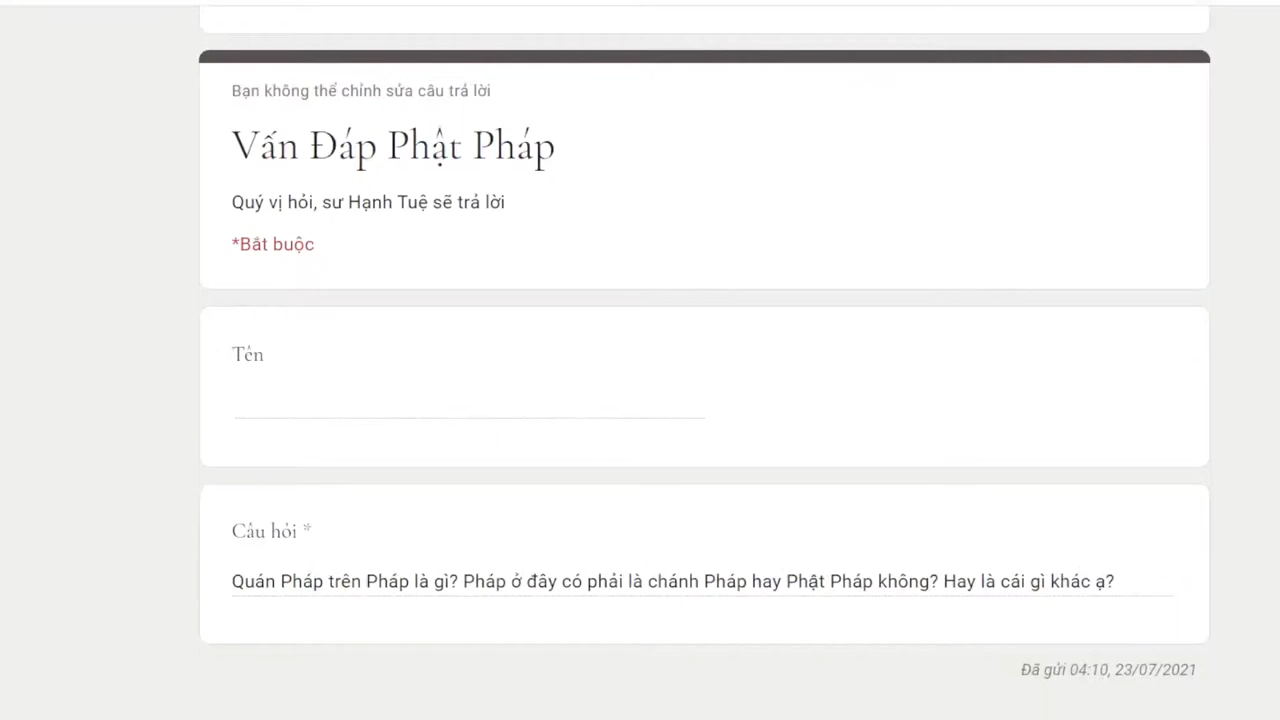 Bạn không thể chỉnh sửa câu trả lời
Vấn Đáp Phật Pháp
Quý vị hỏi, sư Hạnh Tuệ sẽ trả lời
*Bắt buộc
Tên
Câu hỏi *
Quán Pháp trên Pháp là gì? Pháp ở đây có phải là chánh Pháp hay Phật Pháp không? Hay là cái gì khác ạ?
Đã gửi 04:10, 23/07/2021